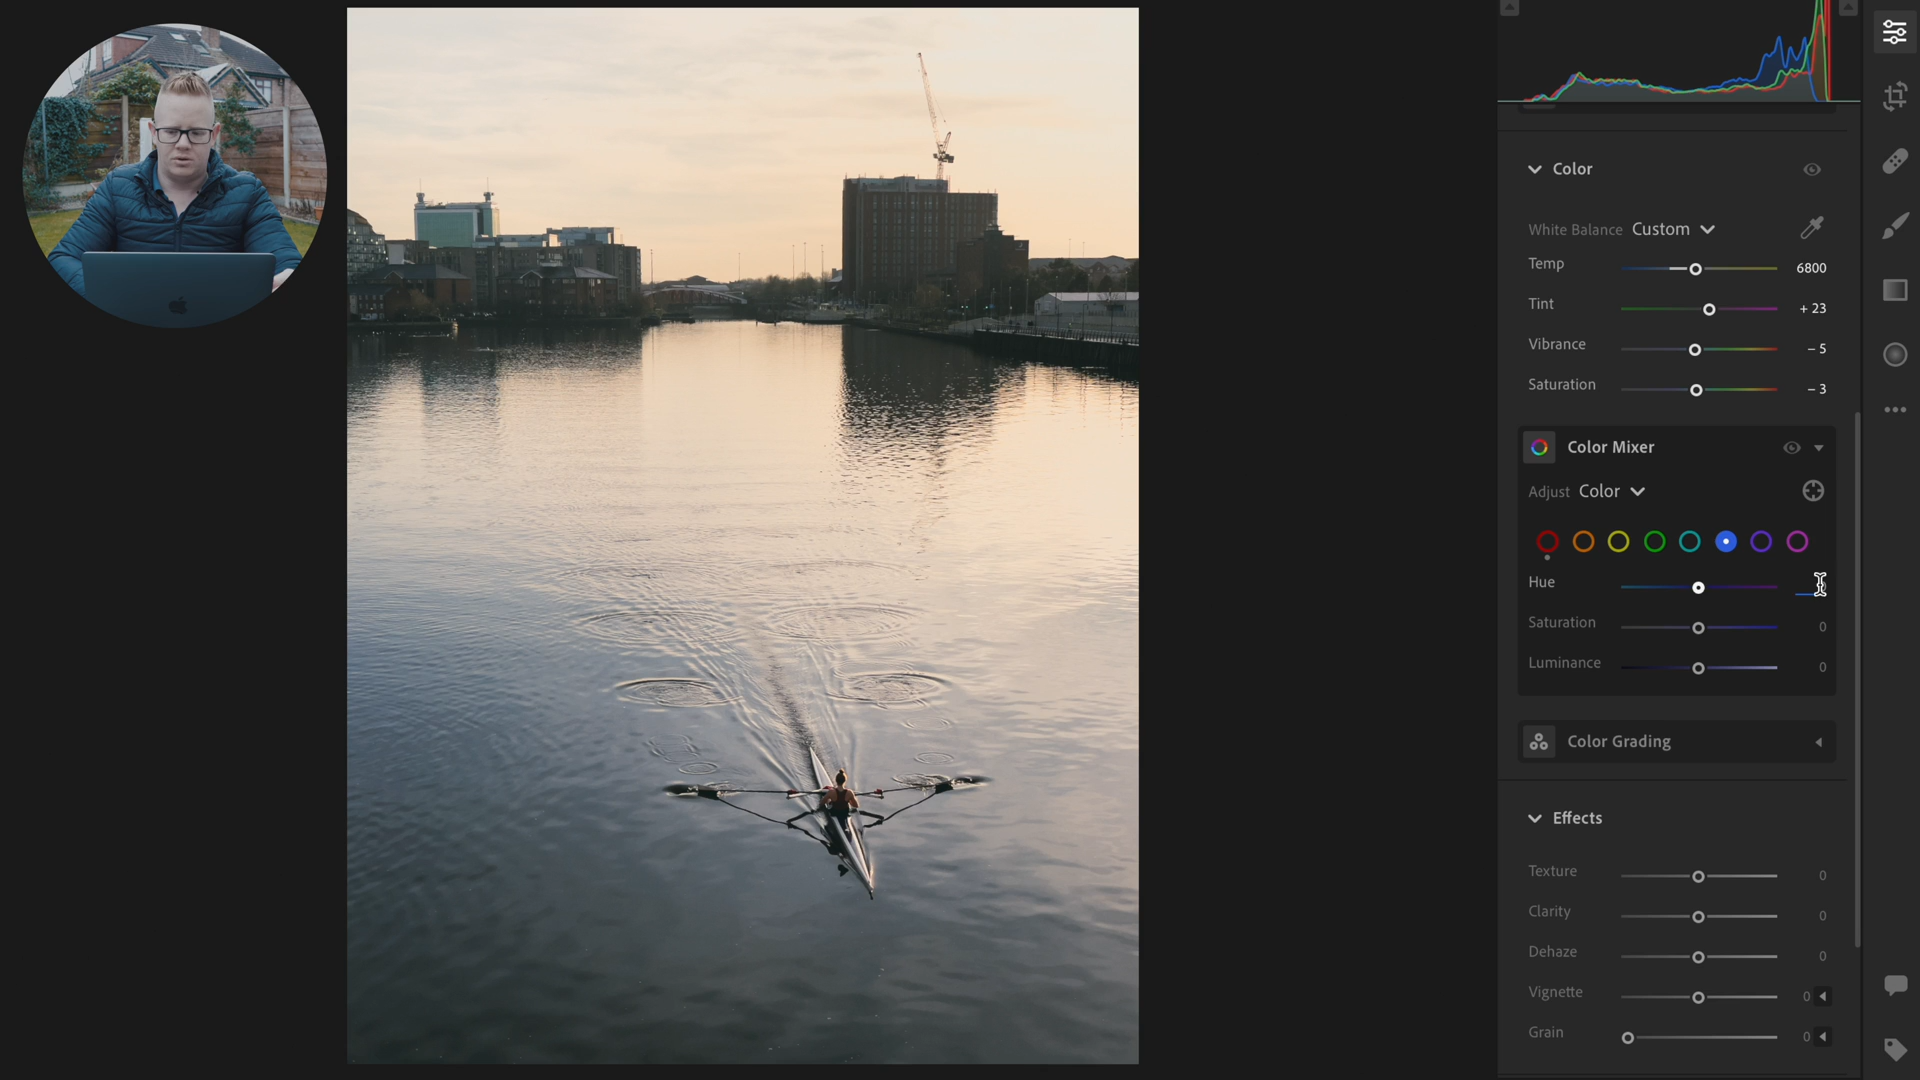 Color
White Balance Custom
Temp 6800
Tint + 23
Vibrance – 5
Saturation – 3
Color Mixer
Adjust Color
Hue
Saturation 0
Luminance 0
Color Grading
Effects
Texture 0
Clarity 0
Dehaze 0
Vignette 0
Grain 0